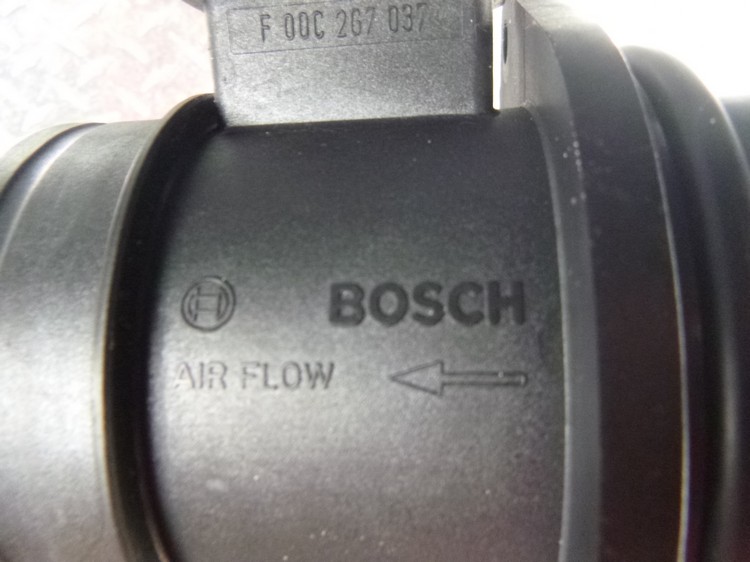 F 00C 2G7 037
BOSCH
AIR FLOW